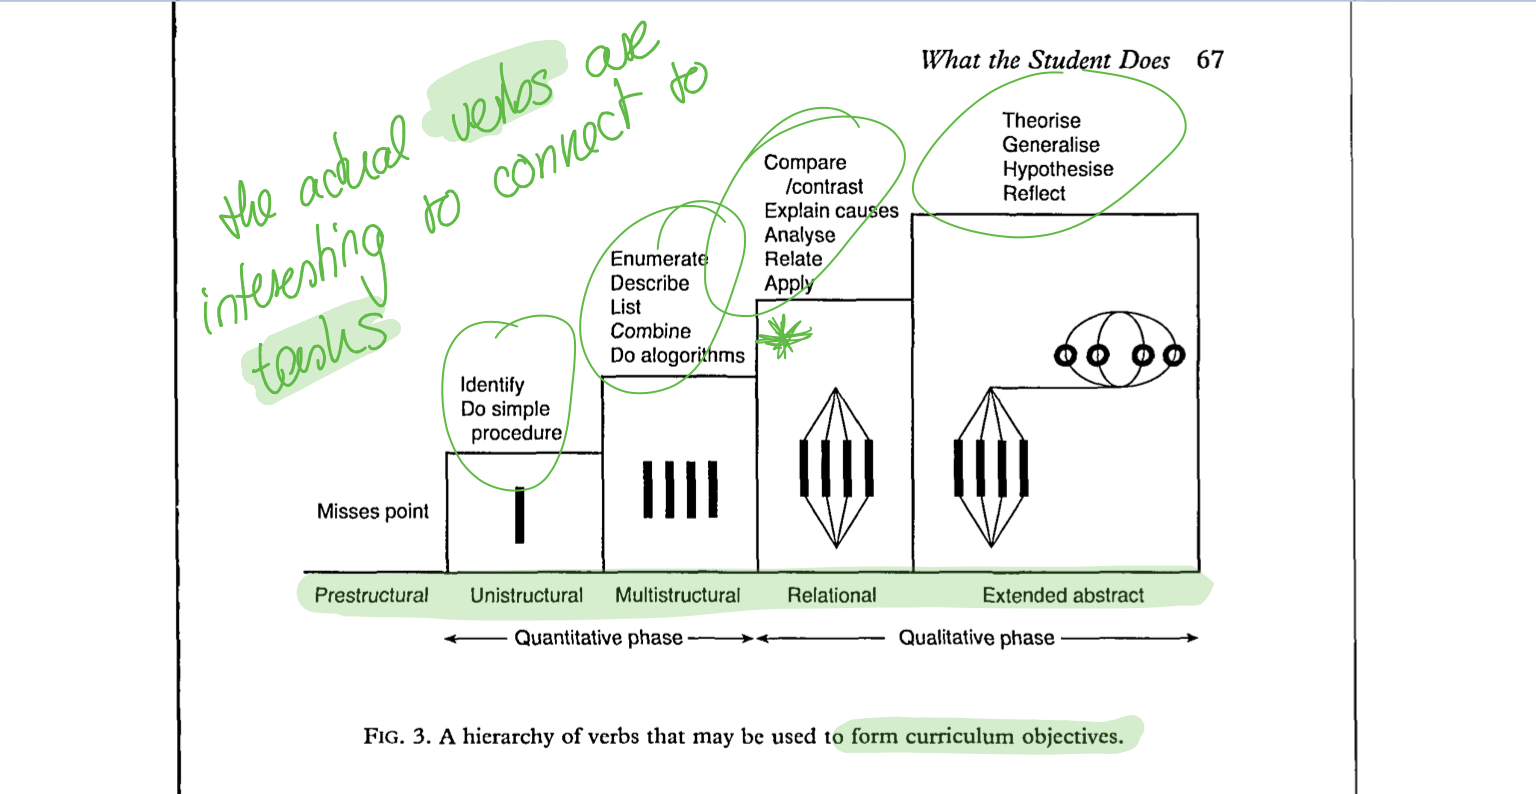 What the Student Does 67
the actual verbs are
interesting to connect to
tasks
Theorise
Generalise
Hypothesise
Reflect
Compare
/contrast
Explain causes
Analyse
Relate
Apply
Enumerate
Describe
List
Combine
Do alogorithms
Identify
Do simple
procedure
Misses point
Prestructural Unistructural Multistructural Relational Extended abstract
Quantitative phase Qualitative phase
FIG. 3. A hierarchy of verbs that may be used to form curriculum objectives.